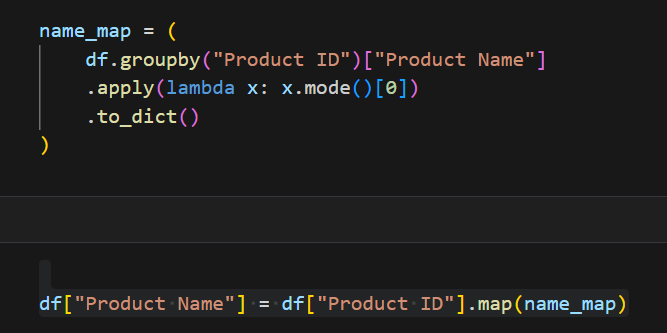 name_map = (
    df.groupby("Product ID")["Product Name"]
    .apply(lambda x: x.mode()[0])
    .to_dict()
)
df["Product Name"] = df["Product ID"].map(name_map)